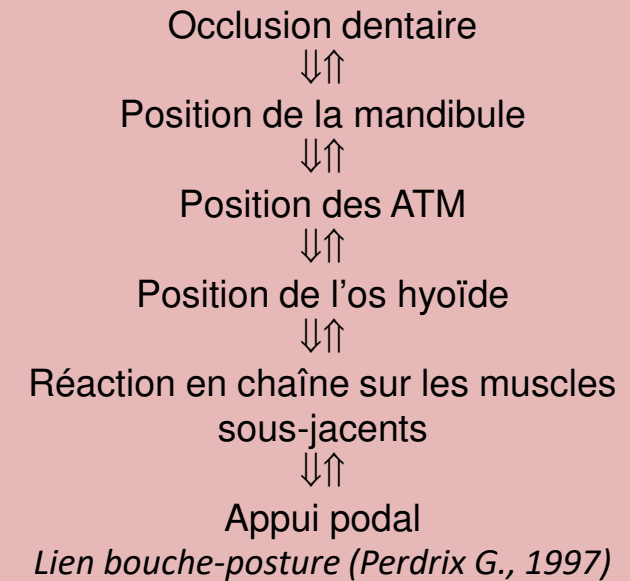 Occlusion dentaire
⇓⇑
Position de la mandibule
⇓⇑
Position des ATM
⇓⇑
Position de l'os hyoïde
⇓⇑
Réaction en chaîne sur les muscles
sous-jacents
⇓⇑
Appui podal
Lien bouche-posture (Perdrix G., 1997)